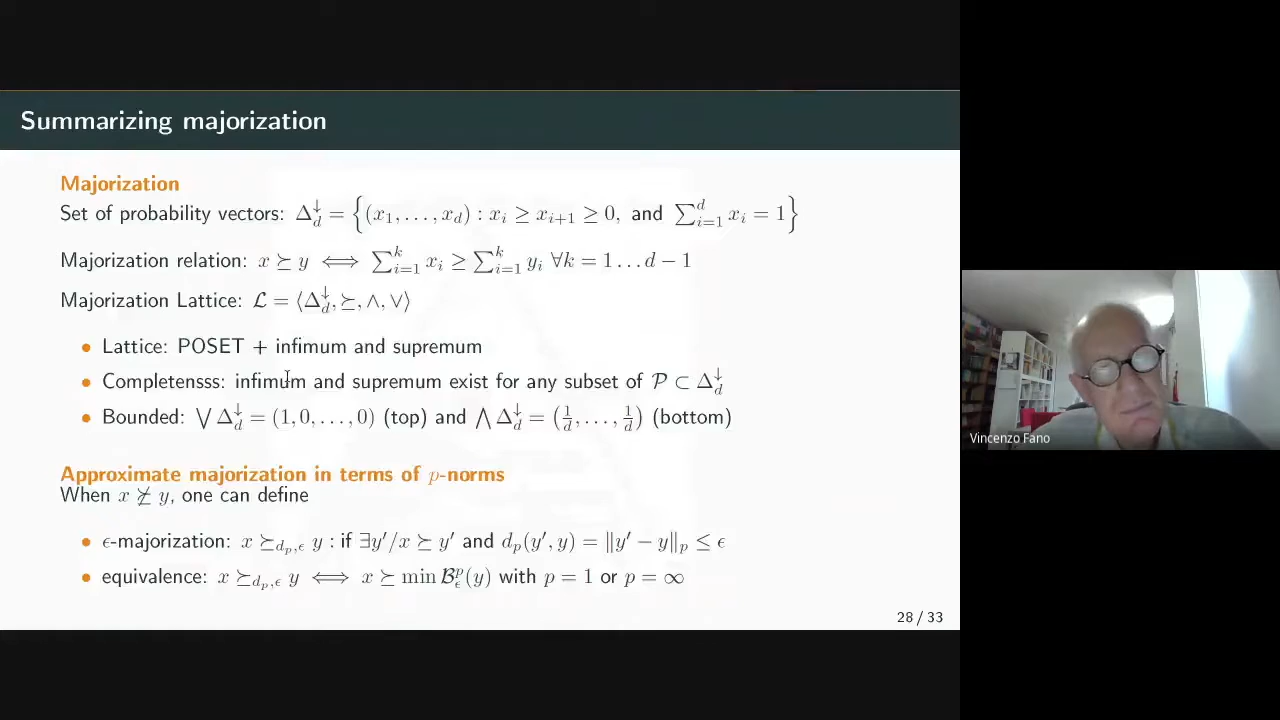 Summarizing majorization
Majorization
Set of probability vectors: Δ_d^↓ = {(x_1, …, x_d) : x_i ≥ x_{i+1} ≥ 0, and ∑_{i=1}^d x_i = 1}
Majorization relation: x ⪰ y ⟺ ∑_{i=1}^k x_i ≥ ∑_{i=1}^k y_i ∀k = 1 … d − 1
Majorization Lattice: ℒ = ⟨Δ_d^↓, ⪰, ∧, ∨⟩
• Lattice: POSET + infimum and supremum
• Completensss: infimum and supremum exist for any subset of 𝒫 ⊂ Δ_d^↓
• Bounded: ⋁ Δ_d^↓ = (1, 0, …, 0) (top) and ⋀ Δ_d^↓ = (1/d, …, 1/d) (bottom)
Approximate majorization in terms of p-norms
When x ⋡ y, one can define
• ϵ-majorization: x ⪰_{d_p,ϵ} y : if ∃y′/x ⪰ y′ and d_p(y′, y) = ‖y′ − y‖_p ≤ ϵ
• equivalence: x ⪰_{d_p,ϵ} y ⟺ x ⪰ min ℬ_ϵ^p(y) with p = 1 or p = ∞
28 / 33
Vincenzo Fano